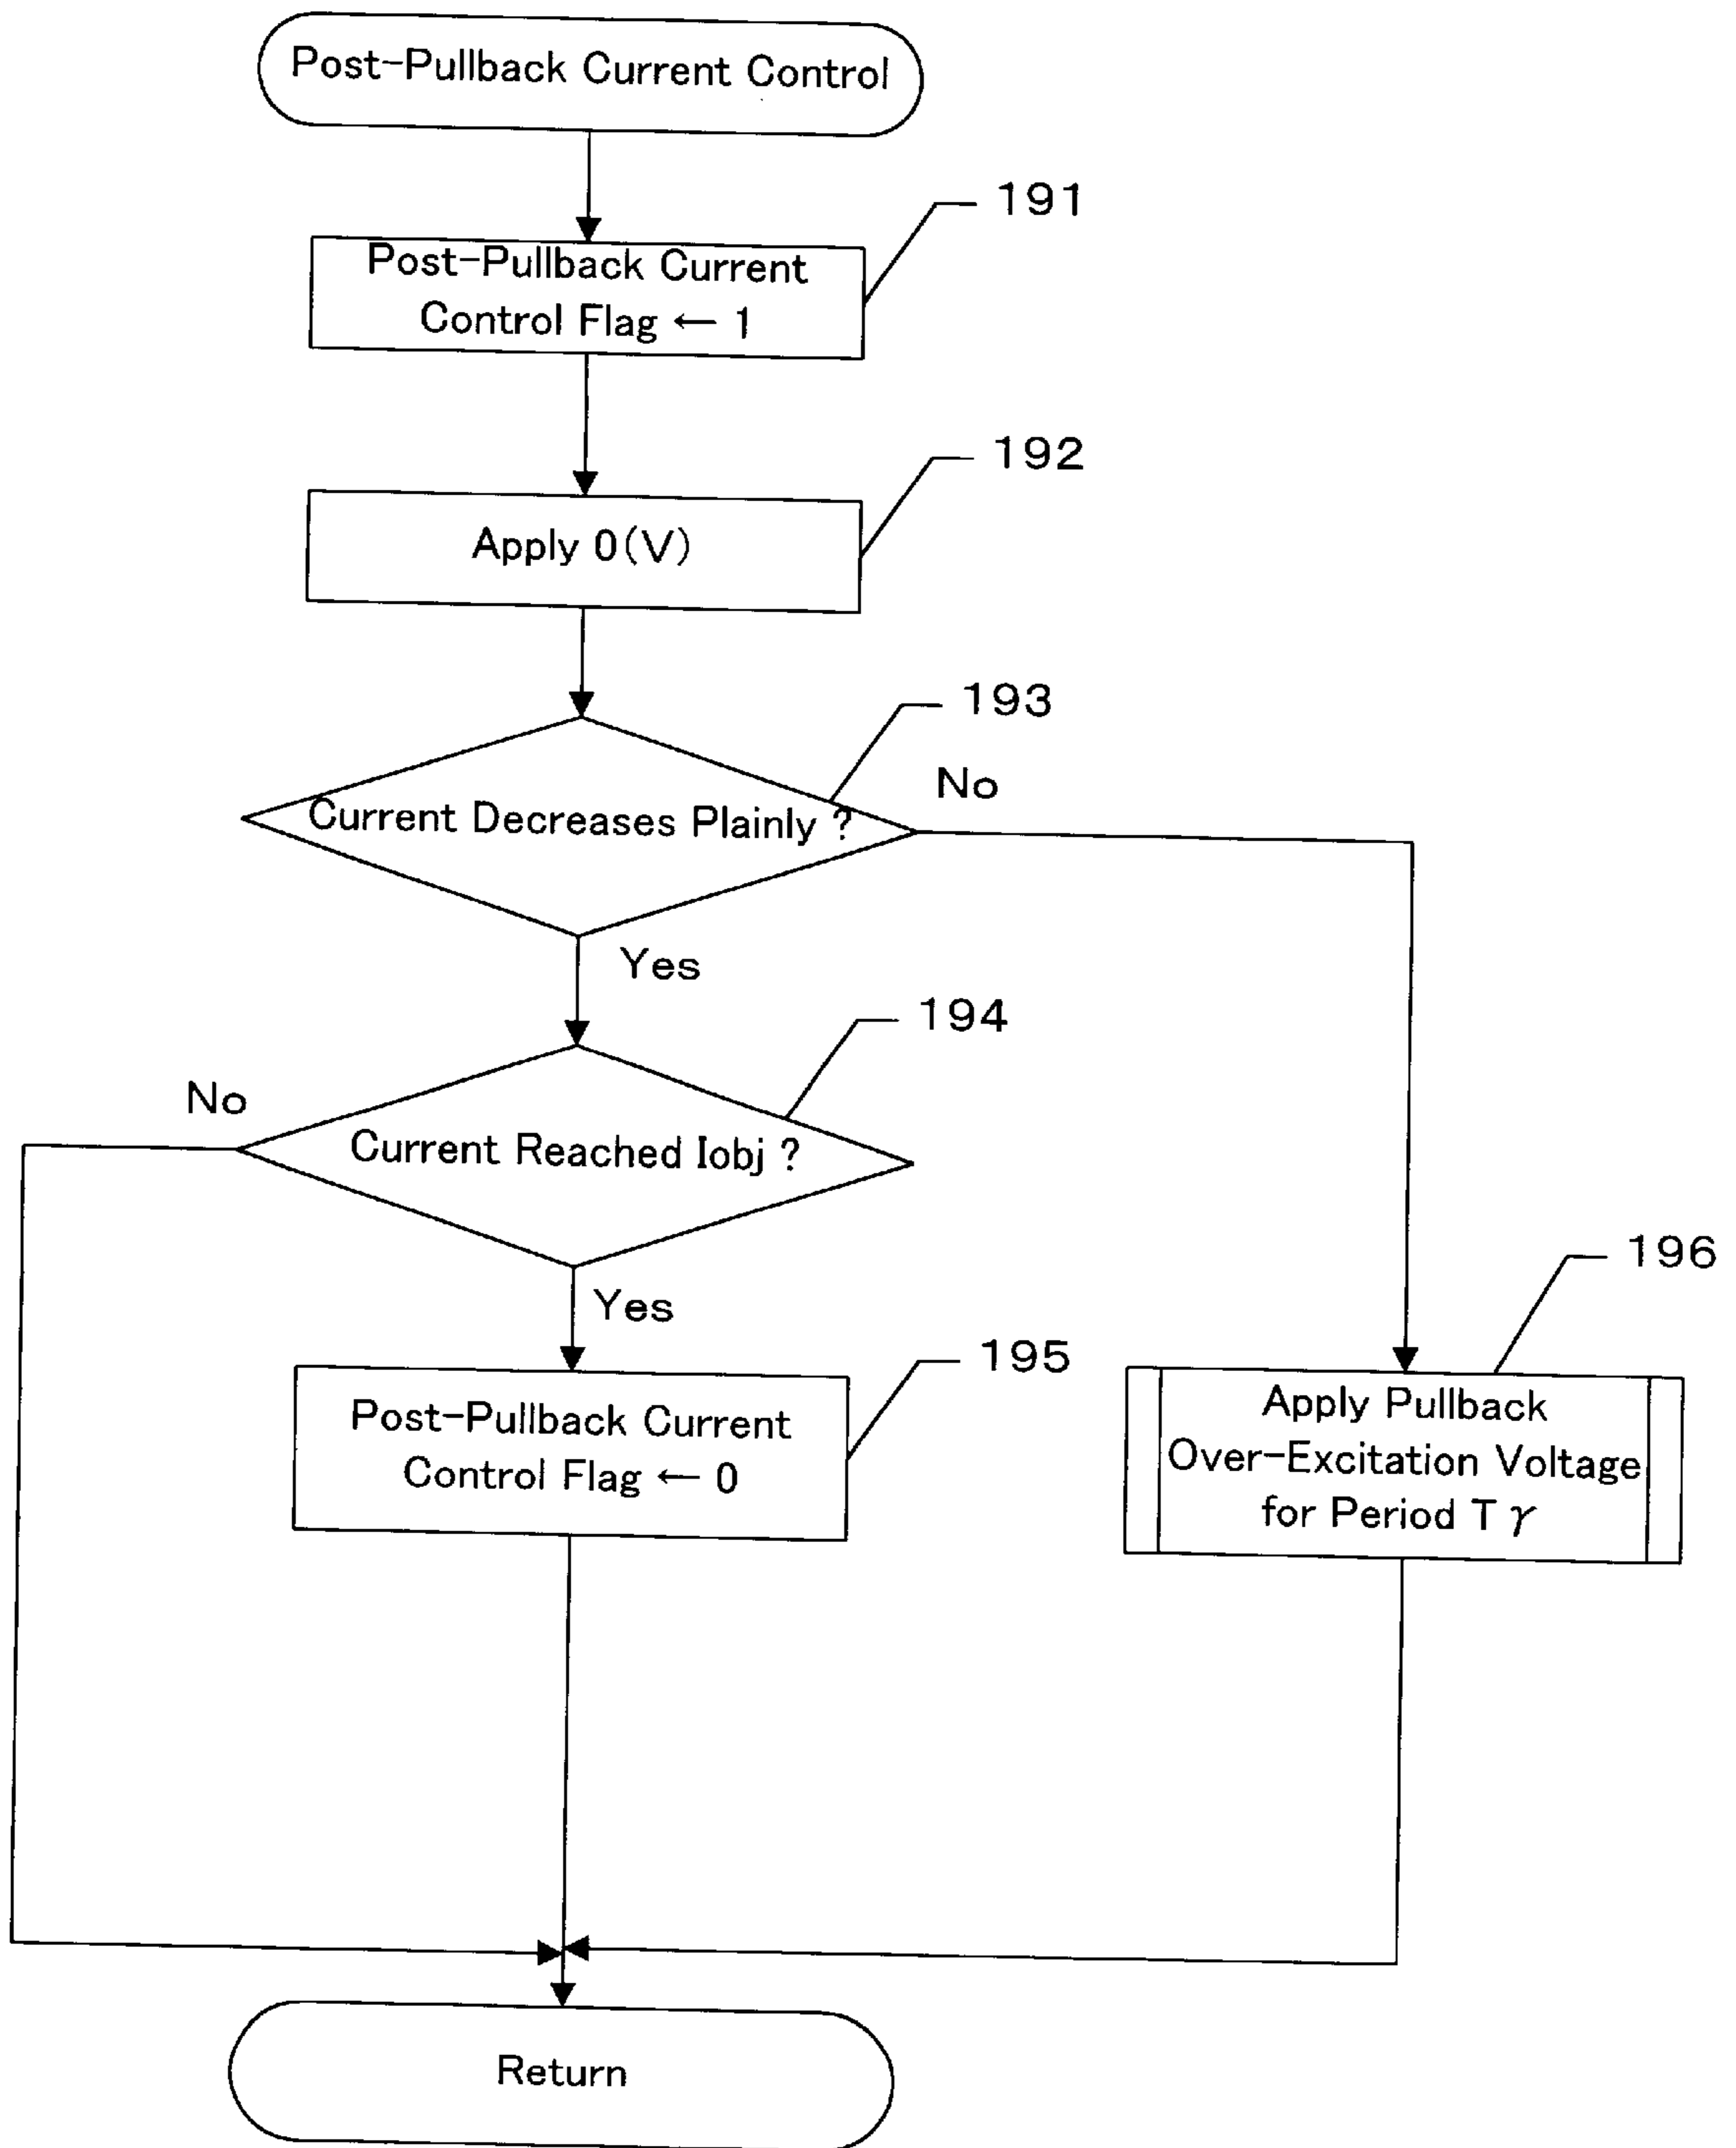 Post-Pullback Current Control
191
Post-Pullback Current
Control Flag ← 1
192
Apply 0(V)
193
No
Current Decreases Plainly ?
Yes
194
No
Current Reached Iobj ?
Yes
195
Post-Pullback Current
Control Flag ← 0
196
Apply Pullback
Over-Excitation Voltage
for Period T γ
Return